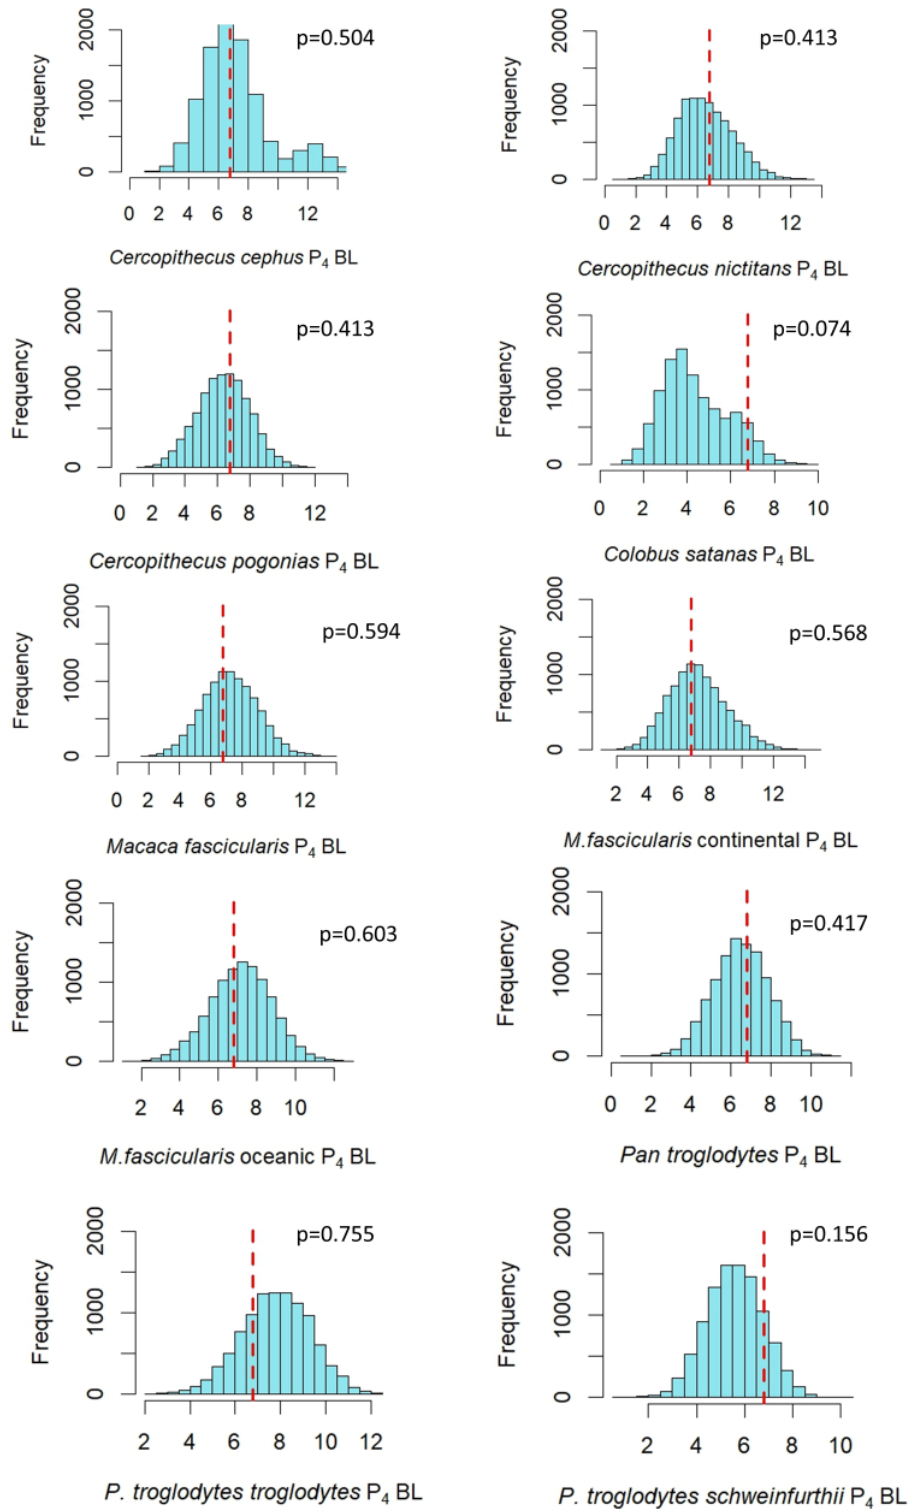 p=0.504
Frequency
0 1000 2000
0 2 4 6 8 12
Cercopithecus cephus P₄ BL
p=0.413
Frequency
0 1000 2000
0 2 4 6 8 12
Cercopithecus nictitans P₄ BL
p=0.413
Frequency
0 1000 2000
0 2 4 6 8 12
Cercopithecus pogonias P₄ BL
p=0.074
Frequency
0 1000 2000
0 2 4 6 8 10
Colobus satanas P₄ BL
p=0.594
Frequency
0 1000 2000
0 2 4 6 8 12
Macaca fascicularis P₄ BL
p=0.568
Frequency
0 1000 2000
2 4 6 8 12
M.fascicularis continental P₄ BL
p=0.603
Frequency
0 1000 2000
2 4 6 8 10
M.fascicularis oceanic P₄ BL
p=0.417
Frequency
0 1000 2000
0 2 4 6 8 10
Pan troglodytes P₄ BL
p=0.755
Frequency
0 1000 2000
2 4 6 8 10 12
P. troglodytes troglodytes P₄ BL
p=0.156
Frequency
0 1000 2000
2 4 6 8 10
P. troglodytes schweinfurthii P₄ BL